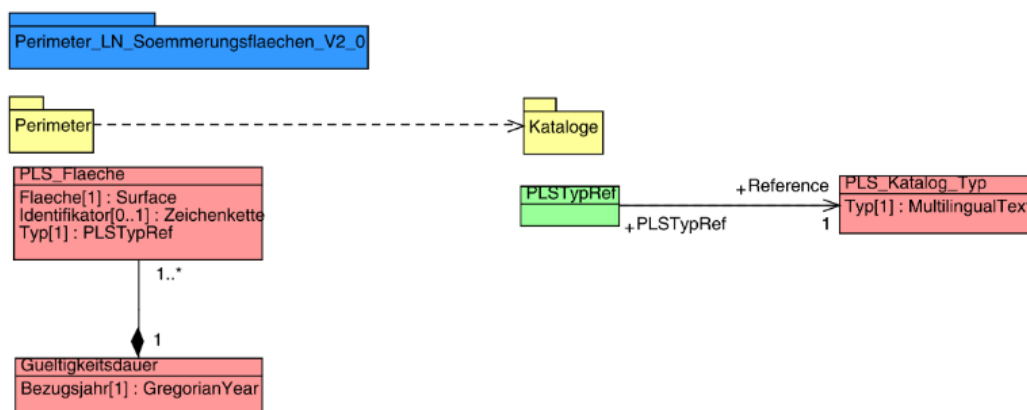 Perimeter_LN_Soemmerungsflaechen_V2_0
Perimeter
Kataloge
PLS_Flaeche
Flaeche[1] : Surface
Identifikator[0..1] : Zeichenkette
Typ[1] : PLSTypRef
PLSTypRef
+Reference
+PLSTypRef
1
PLS_Katalog_Typ
Typ[1] : MultilingualText
1..*
1
Gueltigkeitsdauer
Bezugsjahr[1] : GregorianYear